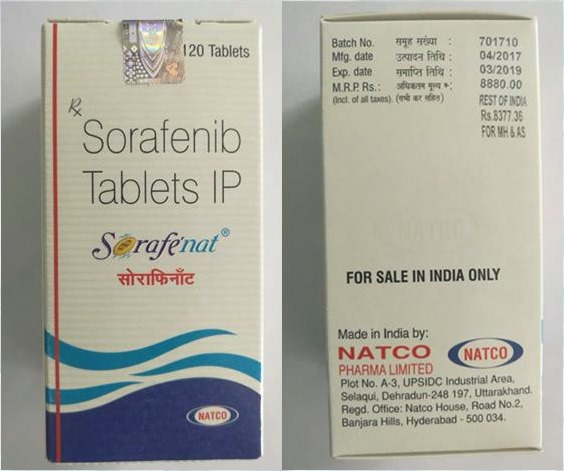 120 Tablets
Rx
Sorafenib
Tablets IP
Sorafénat®
सोराफिनॉट
NATCO
Batch No. समूह संख्या : 701710
Mfg. date उत्पादन तिथि : 04/2017
Exp. date समाप्ति तिथि : 03/2019
M.R.P. Rs.: अधिकतम मूल्य रू: 8880.00
(Incl. of all taxes) (सभी कर सहित) REST OF INDIA
Rs.8377.36
FOR MH & AS
FOR SALE IN INDIA ONLY
Made in India by:
NATCO NATCO
PHARMA LIMITED
Plot No. A-3, UPSIDC Industrial Area,
Selaqui, Dehradun-248 197, Uttarakhand.
Regd. Office: Natco House, Road No.2,
Banjara Hills, Hyderabad - 500 034.